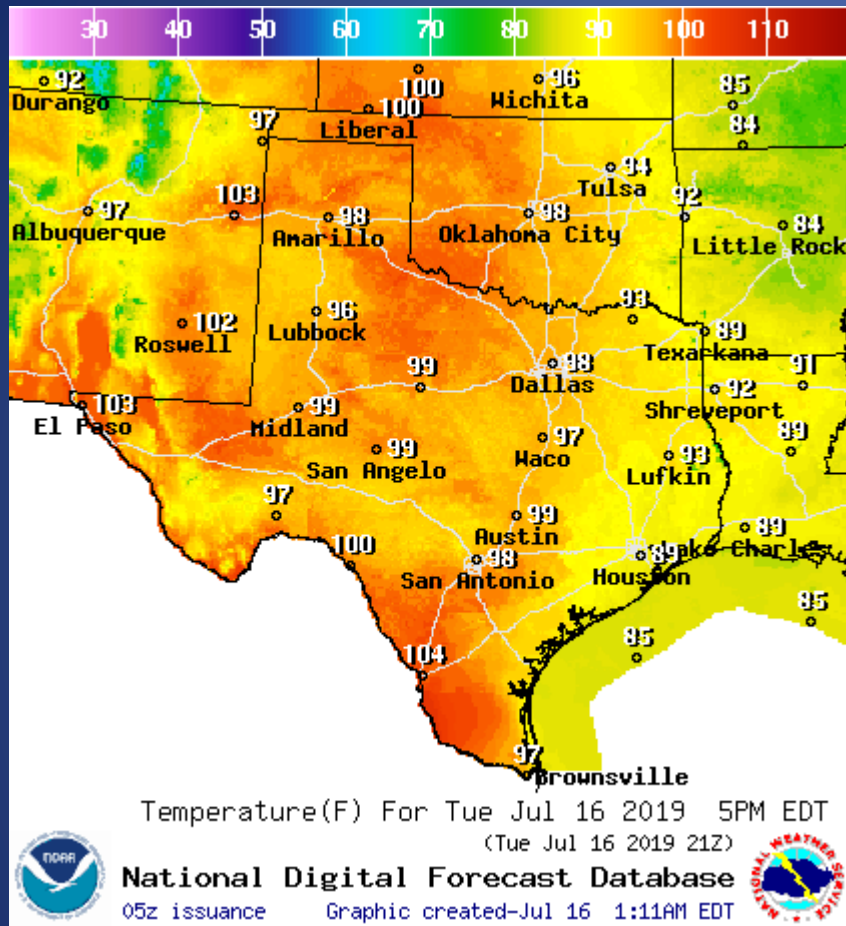 30 40 50 60 70 80 90 100 110
92
Durango
100
100
Liberal
96
Wichita
85
84
97
94
Tulsa
97
Albuquerque
103
98
Amarillo
98
Oklahoma City
92
84
Little Rock
102
Roswell
96
Lubbock
93
89
Texarkana
99
98
Dallas
91
92
Shreveport
103
El Paso
99
Midland
99
San Angelo
97
Waco
93
Lufkin
89
97
99
Austin
89
Lake Charles
100
98
San Antonio
89
Houston
85
85
104
97
Brownsville
Temperature(F) For Tue Jul 16 2019 5PM EDT
(Tue Jul 16 2019 21Z)
National Digital Forecast Database
05z issuance Graphic created-Jul 16 1:11AM EDT
NOAA
NATIONAL WEATHER SERVICE